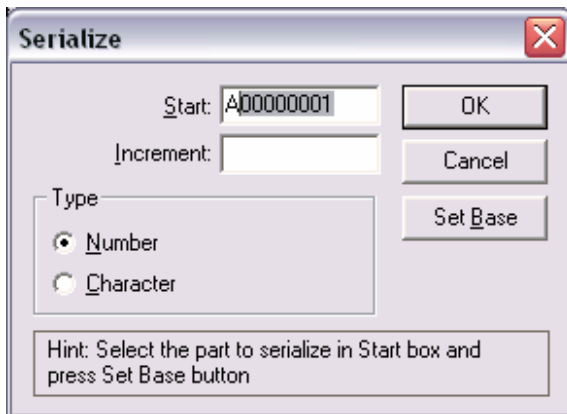 Serialize
Start: A00000001
OK
Increment:
Cancel
Type
Set Base
Number
Character
Hint: Select the part to serialize in Start box and
press Set Base button